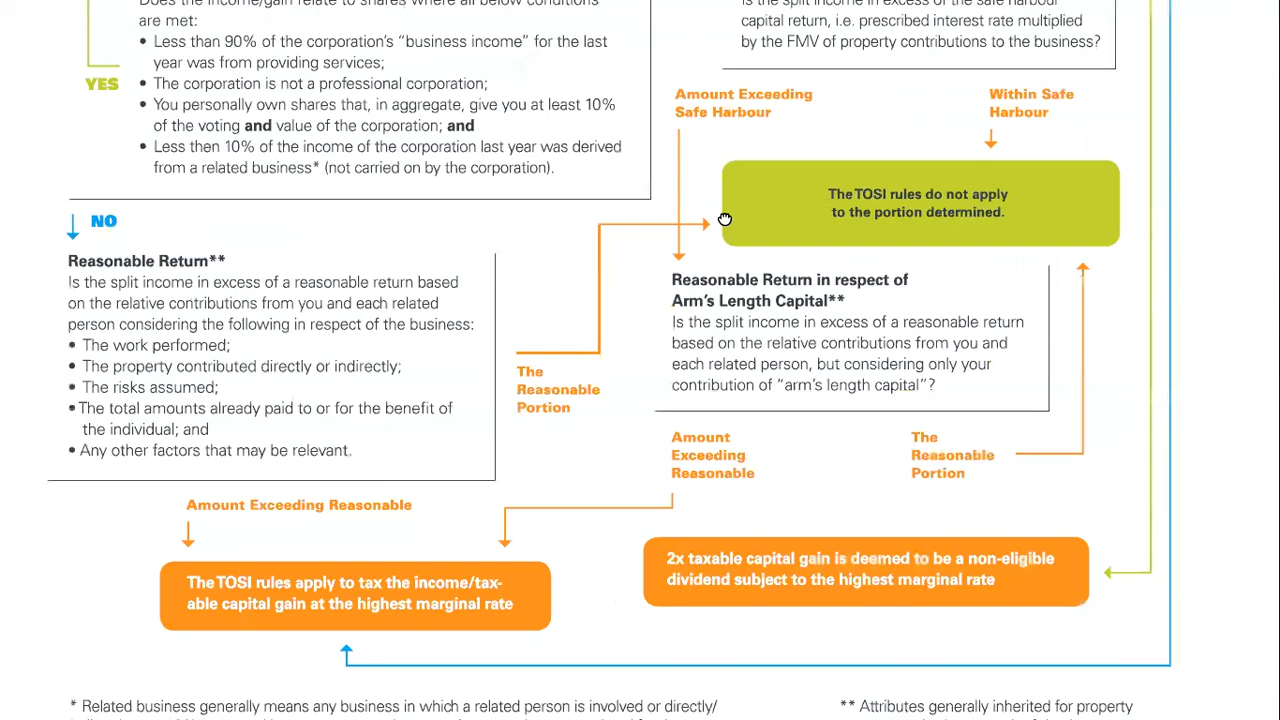 Does the income/gain relate to shares where all below conditions
are met:
• Less than 90% of the corporation's “business income” for the last
year was from providing services;
YES
• The corporation is not a professional corporation;
• You personally own shares that, in aggregate, give you at least 10%
of the voting and value of the corporation; and
• Less then 10% of the income of the corporation last year was derived
from a related business* (not carried on by the corporation).
Is the split income in excess of the safe harbour
capital return, i.e. prescribed interest rate multiplied
by the FMV of property contributions to the business?
Amount Exceeding
Safe Harbour
Within Safe
Harbour
The TOSI rules do not apply
to the portion determined.
NO
Reasonable Return**
Is the split income in excess of a reasonable return based
on the relative contributions from you and each related
person considering the following in respect of the business:
• The work performed;
• The property contributed directly or indirectly;
• The risks assumed;
• The total amounts already paid to or for the benefit of
the individual; and
• Any other factors that may be relevant.
The
Reasonable
Portion
Reasonable Return in respect of
Arm's Length Capital**
Is the split income in excess of a reasonable return
based on the relative contributions from you and
each related person, but considering only your
contribution of “arm's length capital”?
Amount
Exceeding
Reasonable
The
Reasonable
Portion
Amount Exceeding Reasonable
The TOSI rules apply to tax the income/tax-
able capital gain at the highest marginal rate
2x taxable capital gain is deemed to be a non-eligible
dividend subject to the highest marginal rate
* Related business generally means any business in which a related person is involved or directly/
** Attributes generally inherited for property